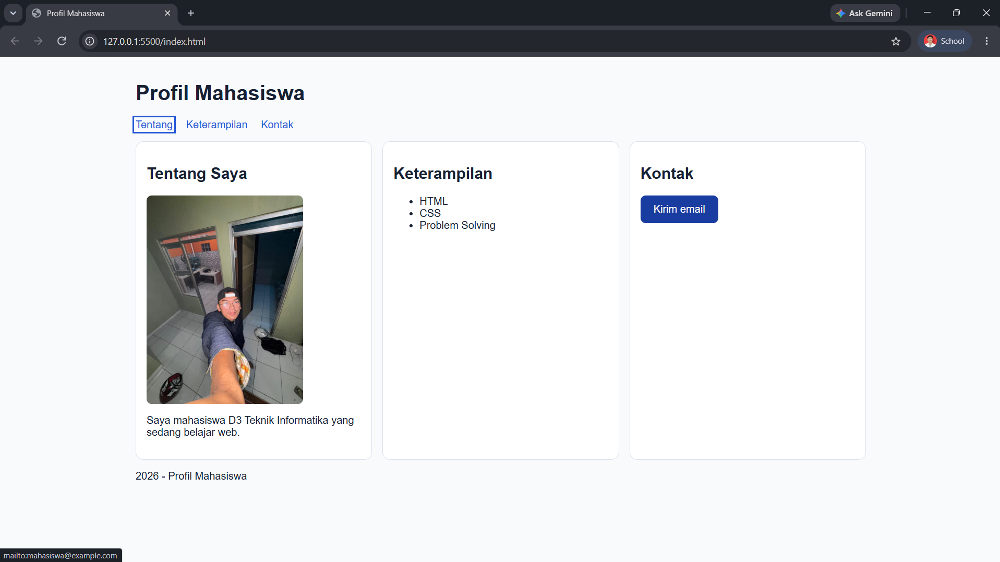 Profil Mahasiswa
Ask Gemini
127.0.0.1:5500/index.html
School
Profil Mahasiswa
Tentang Keterampilan Kontak
Tentang Saya
Saya mahasiswa D3 Teknik Informatika yang
sedang belajar web.
Keterampilan
• HTML
• CSS
• Problem Solving
Kontak
Kirim email
2026 - Profil Mahasiswa
mailto:mahasiswa@example.com